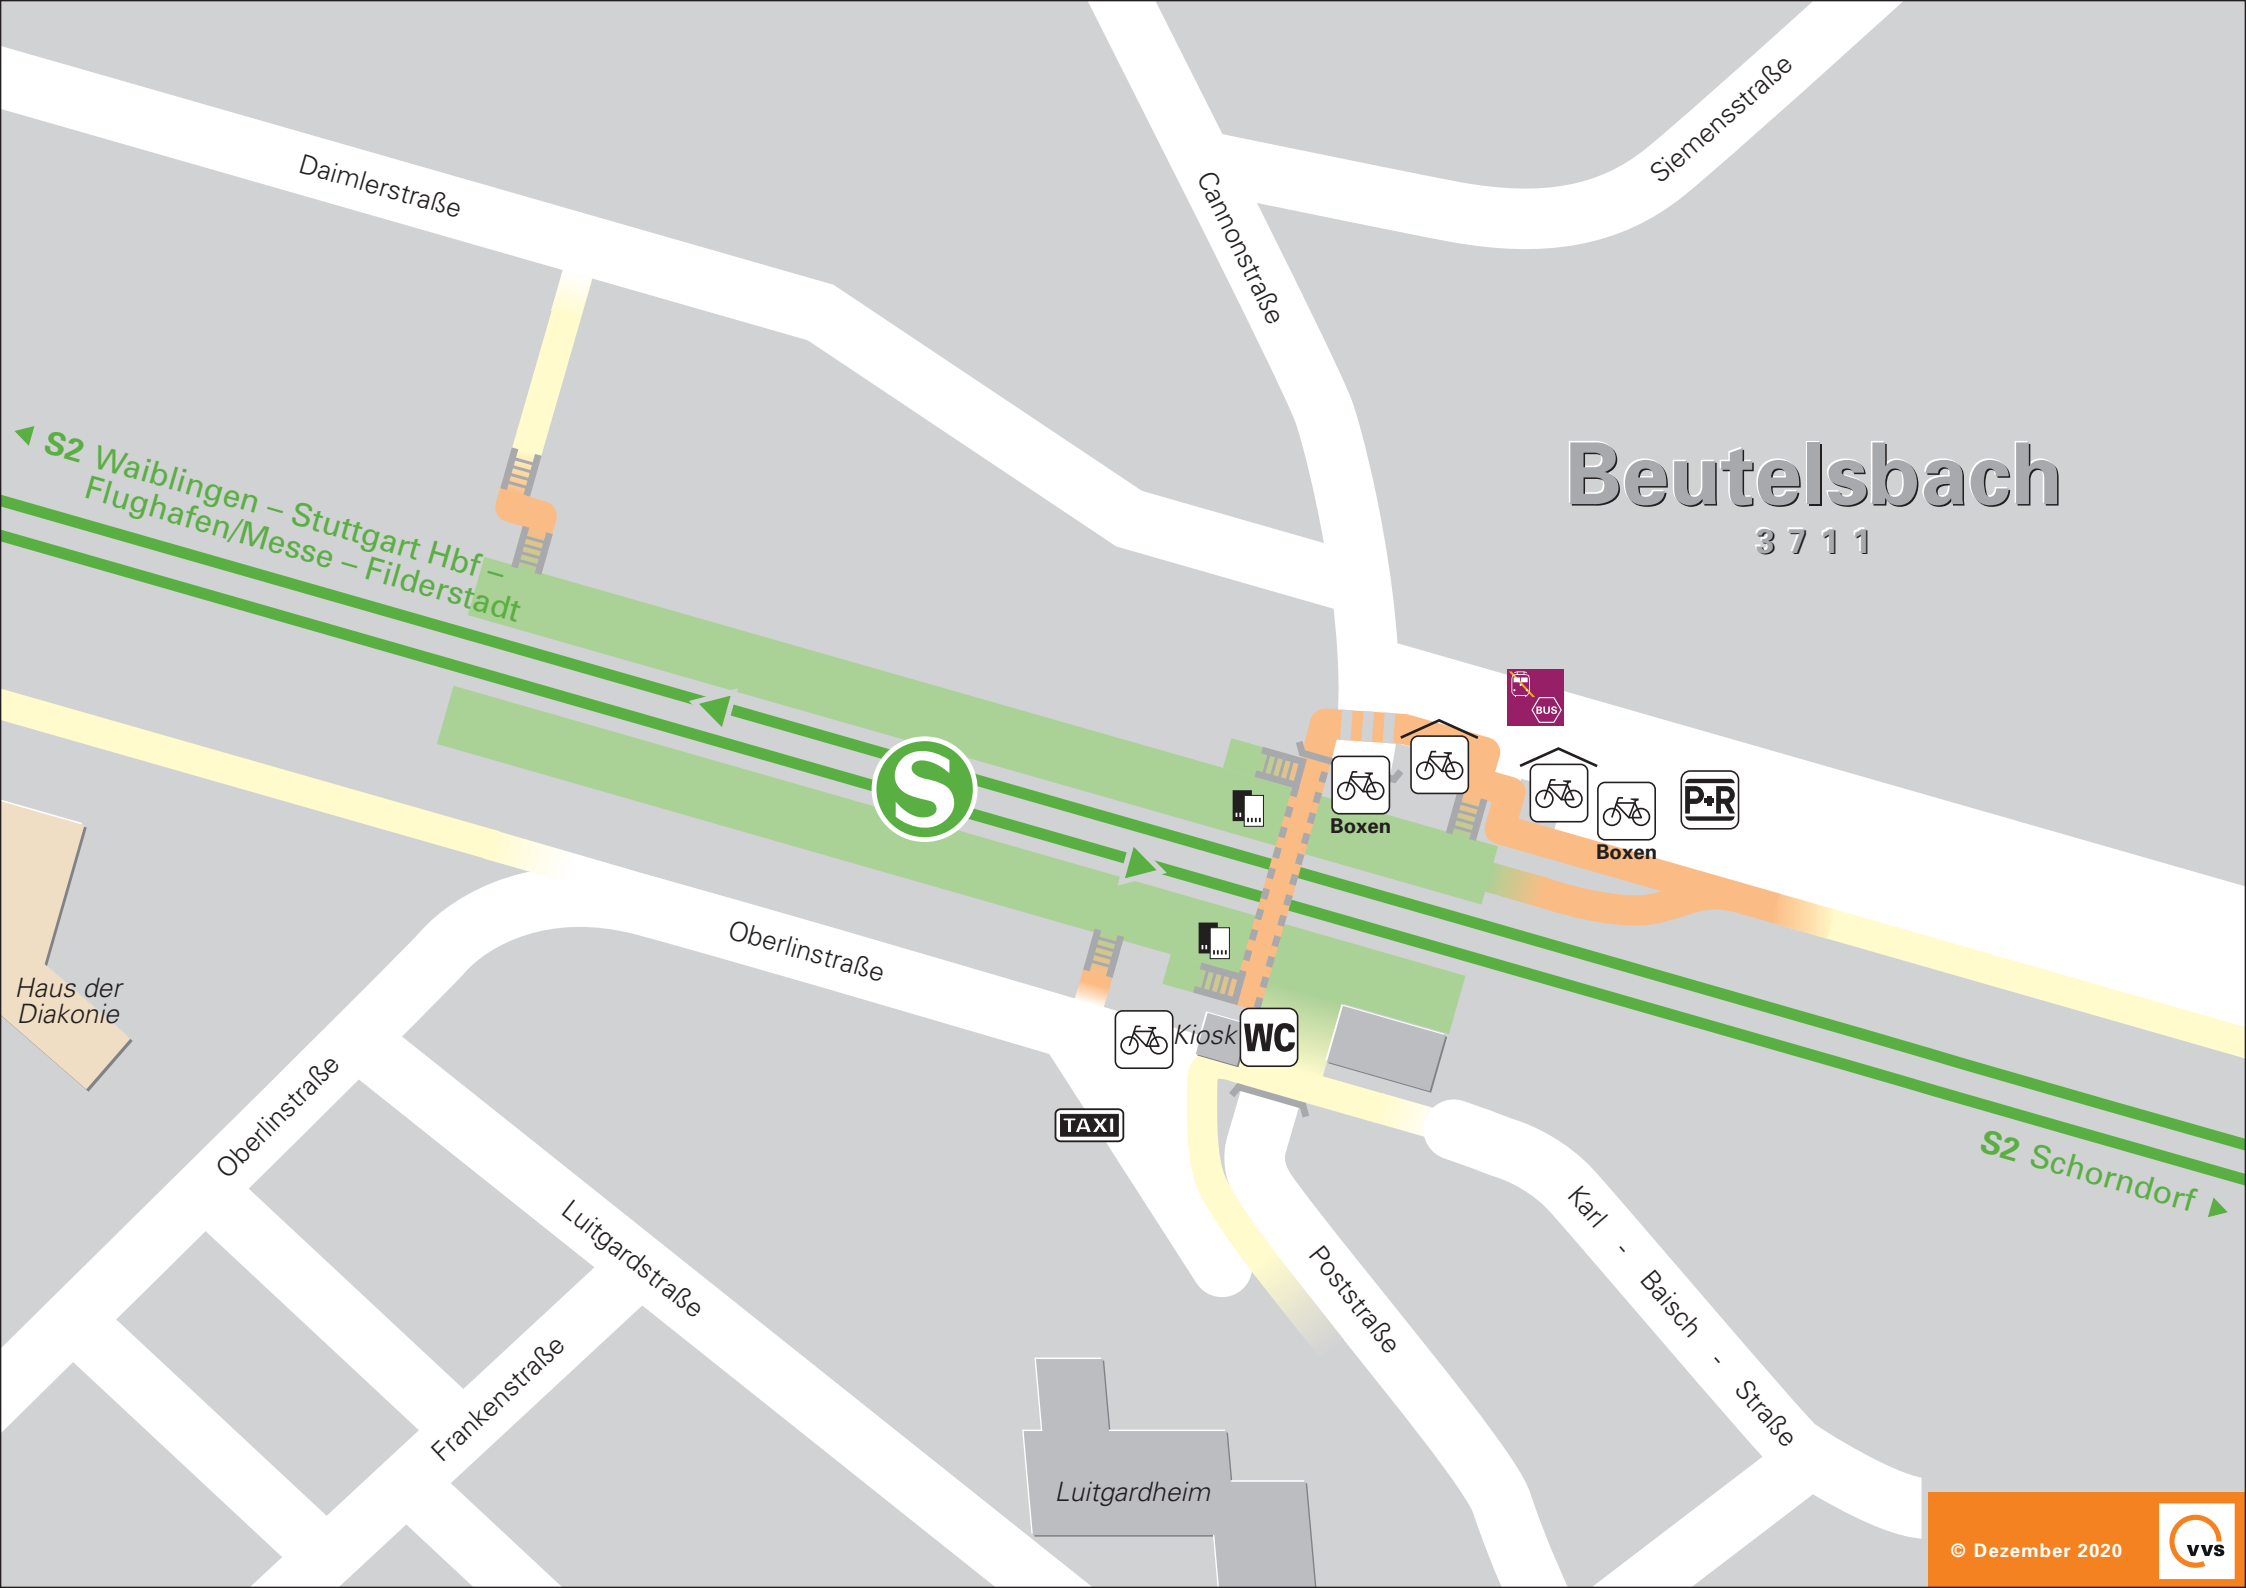 Siemensstraße
Daimlerstraße
Cannonstraße
S2 Waiblingen – Stuttgart Hbf –
Flughafen/Messe – Filderstadt
Beutelsbach
3711
BUS
S
Boxen
P+R
Boxen
Oberlinstraße
Haus der
Diakonie
Kiosk
WC
TAXI
Oberlinstraße
S2 Schorndorf
Luitgardstraße
Poststraße
Karl - Baisch - Straße
Frankenstraße
Luitgardheim
© Dezember 2020
vvs